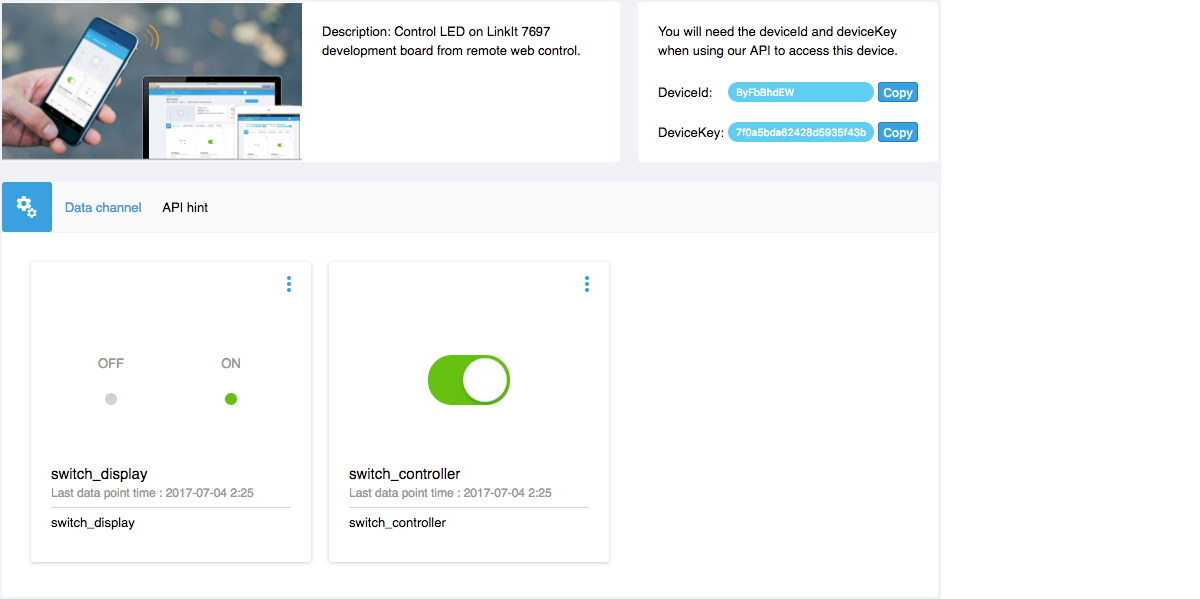 Description: Control LED on LinkIt 7697
development board from remote web control.
You will need the deviceId and deviceKey
when using our API to access this device.
DeviceId: ByFbBhdEW Copy
DeviceKey: 7f0a5bda62428d5935f43b Copy
Data channel API hint
OFF ON
switch_display
Last data point time : 2017-07-04 2:25
switch_display
switch_controller
Last data point time : 2017-07-04 2:25
switch_controller